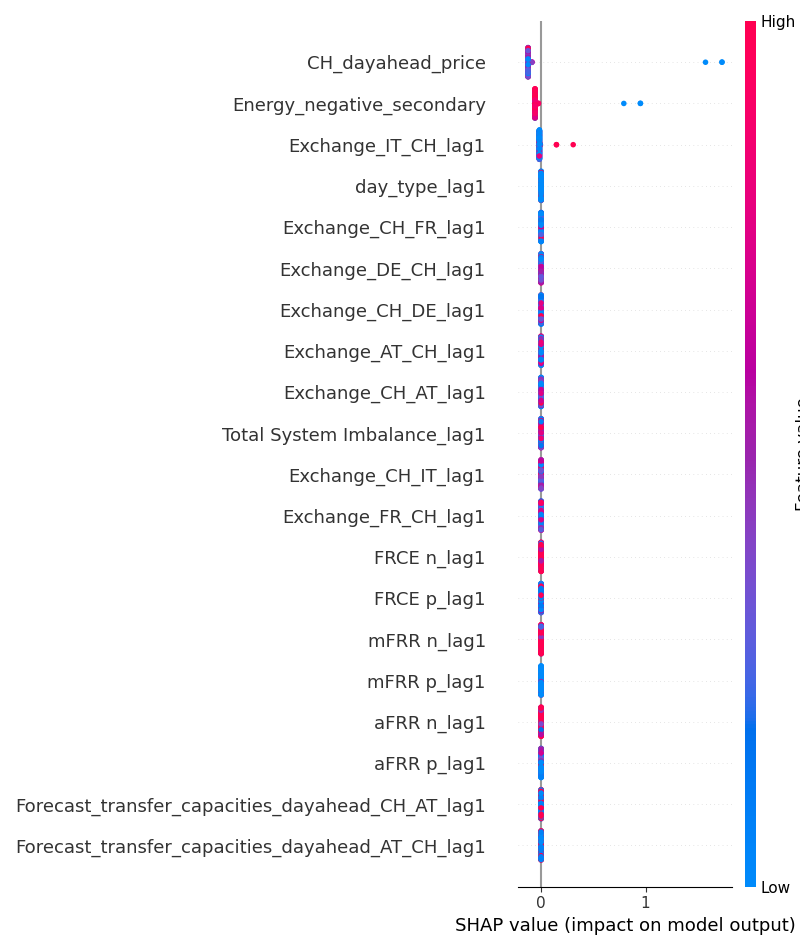 High
CH_dayahead_price
Energy_negative_secondary
Exchange_IT_CH_lag1
day_type_lag1
Exchange_CH_FR_lag1
Exchange_DE_CH_lag1
Exchange_CH_DE_lag1
Exchange_AT_CH_lag1
Exchange_CH_AT_lag1
Total System Imbalance_lag1
Exchange_CH_IT_lag1
Exchange_FR_CH_lag1
FRCE n_lag1
FRCE p_lag1
mFRR n_lag1
mFRR p_lag1
aFRR n_lag1
aFRR p_lag1
Forecast_transfer_capacities_dayahead_CH_AT_lag1
Forecast_transfer_capacities_dayahead_AT_CH_lag1
Low
0 1
SHAP value (impact on model output)